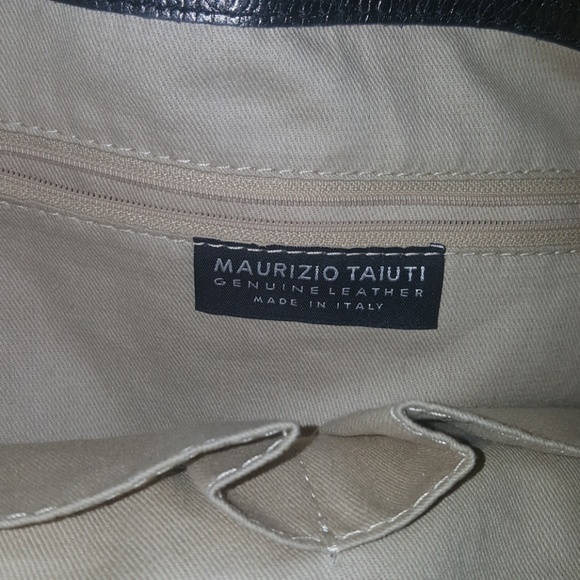 MAURIZIO TAIUTI
GENUINE LEATHER
MADE IN ITALY